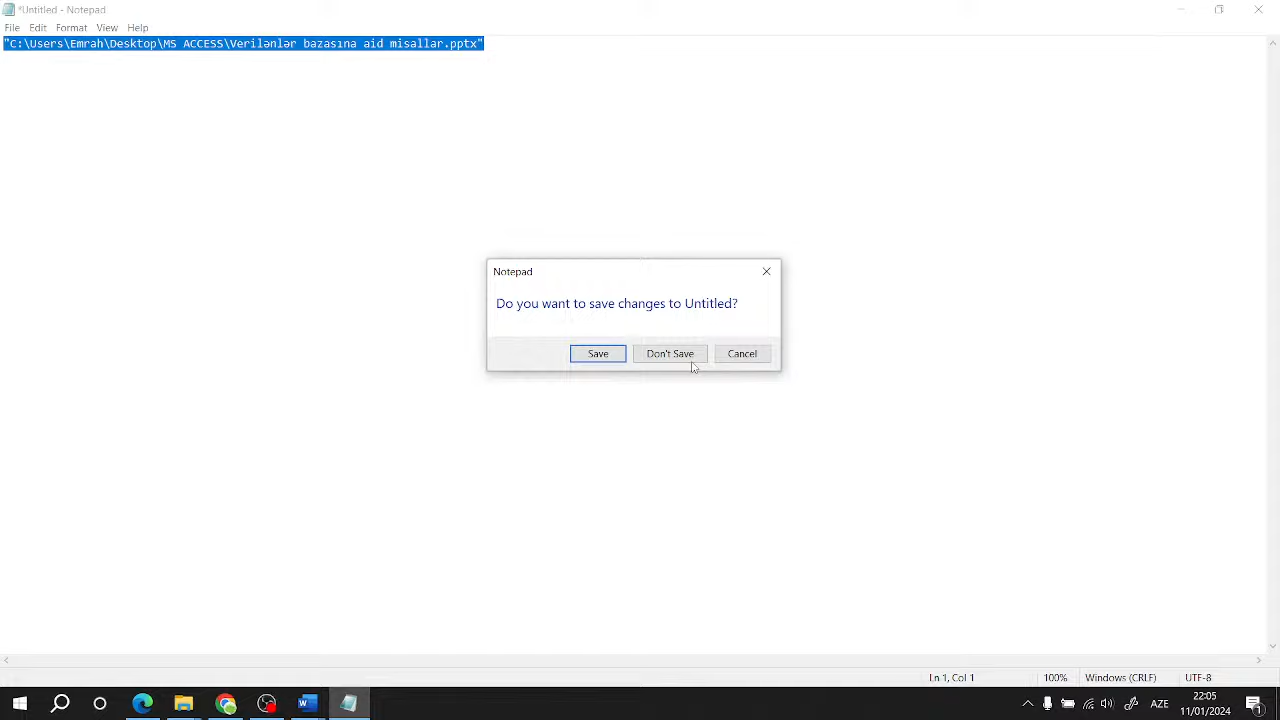 *Untitled - Notepad
File Edit Format View Help
"C:\Users\Emrah\Desktop\MS ACCESS\Verilənlər bazasına aid misallar.pptx"
Notepad
Do you want to save changes to Untitled?
Save Don't Save Cancel
Ln 1, Col 1 100% Windows (CRLF) UTF-8
AZE
22:05
11/01/2024
1